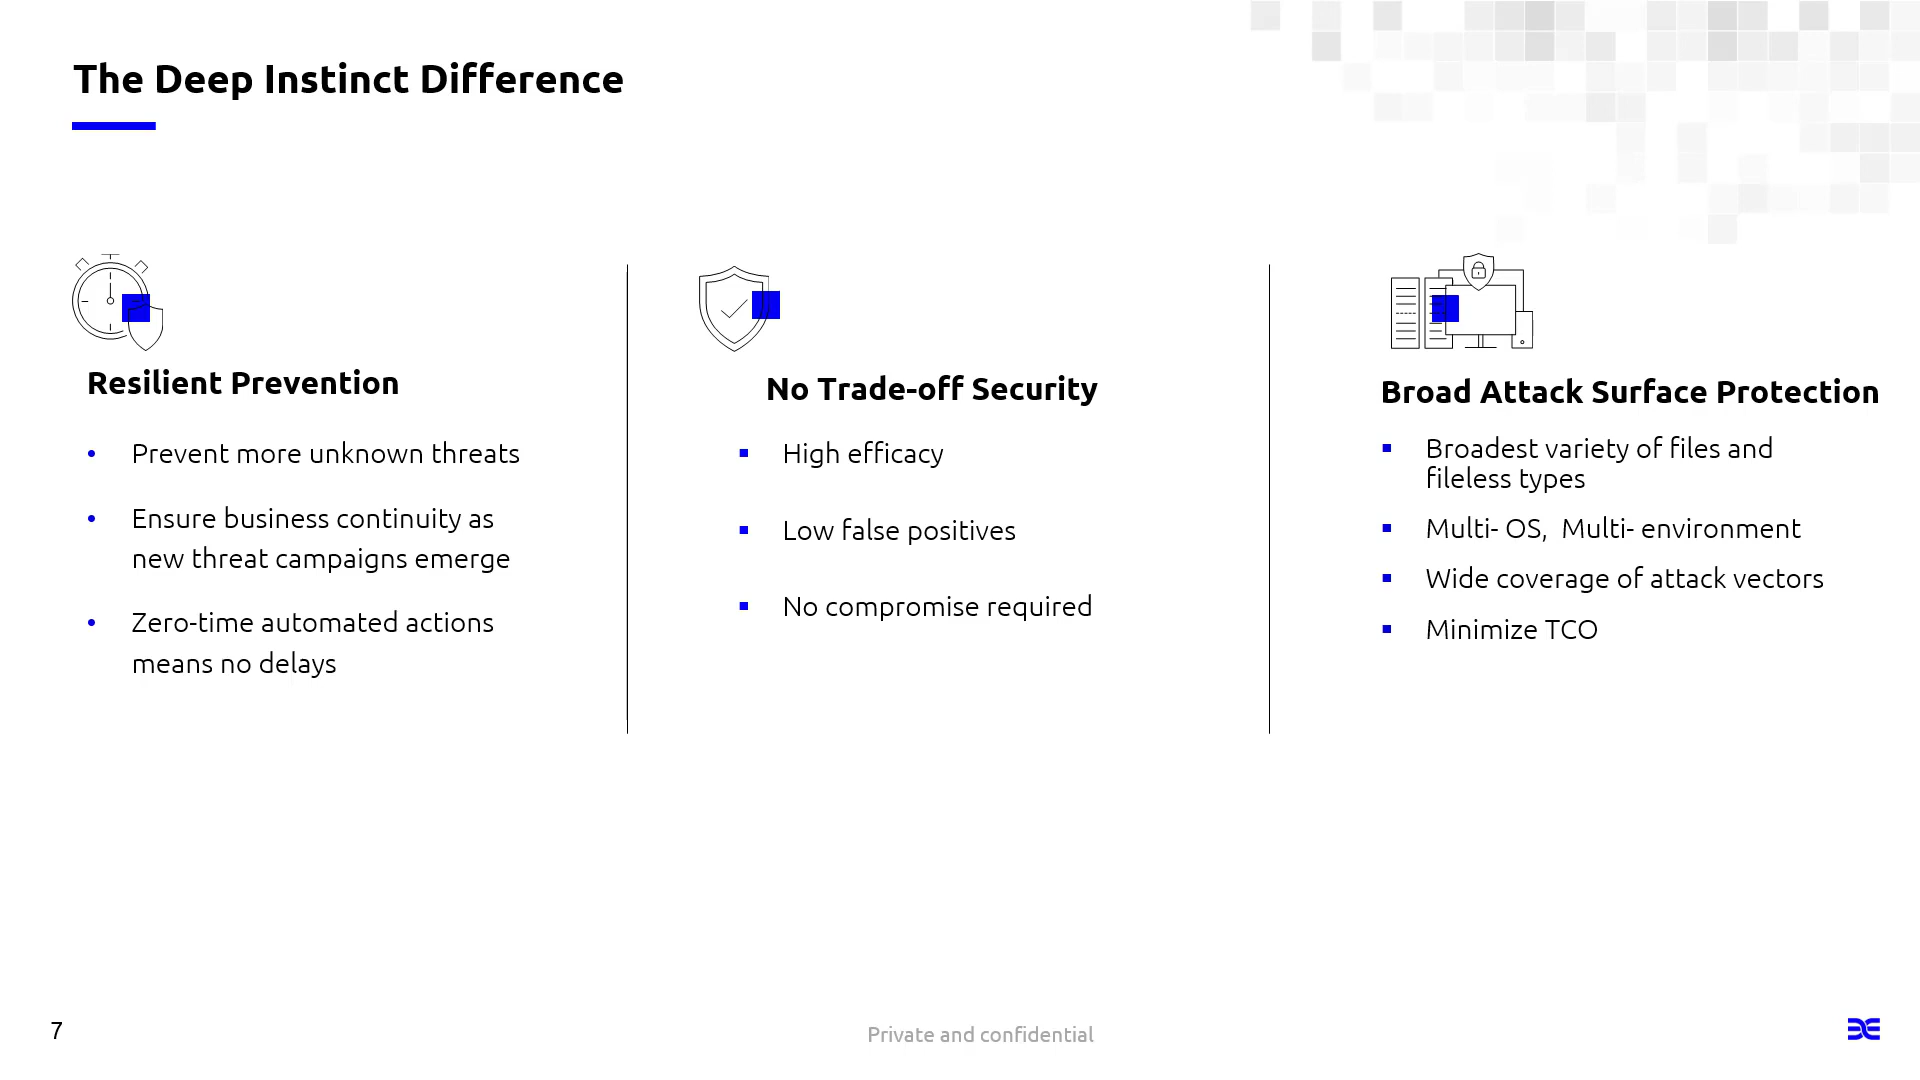 The Deep Instinct Difference
Resilient Prevention
• Prevent more unknown threats
• Ensure business continuity as
new threat campaigns emerge
• Zero-time automated actions
means no delays
No Trade-off Security
▪ High efficacy
▪ Low false positives
▪ No compromise required
Broad Attack Surface Protection
▪ Broadest variety of files and
fileless types
▪ Multi- OS,  Multi- environment
▪ Wide coverage of attack vectors
▪ Minimize TCO
7
Private and confidential